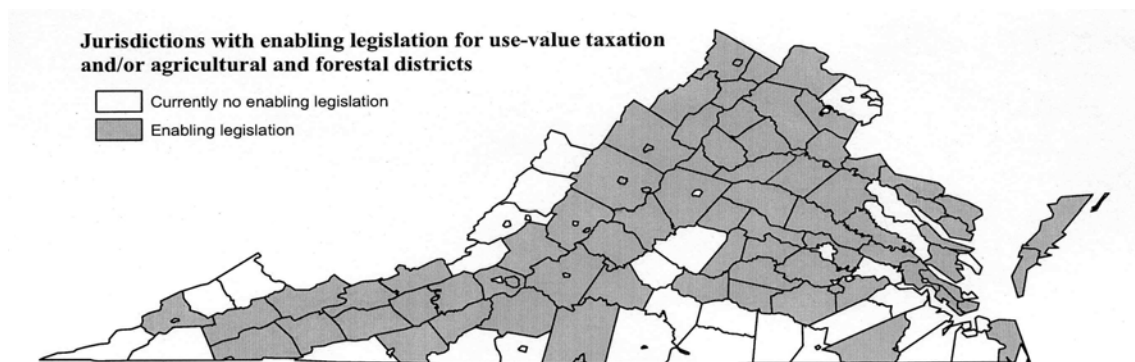 Jurisdictions with enabling legislation for use-value taxation
and/or agricultural and forestal districts
Currently no enabling legislation
Enabling legislation